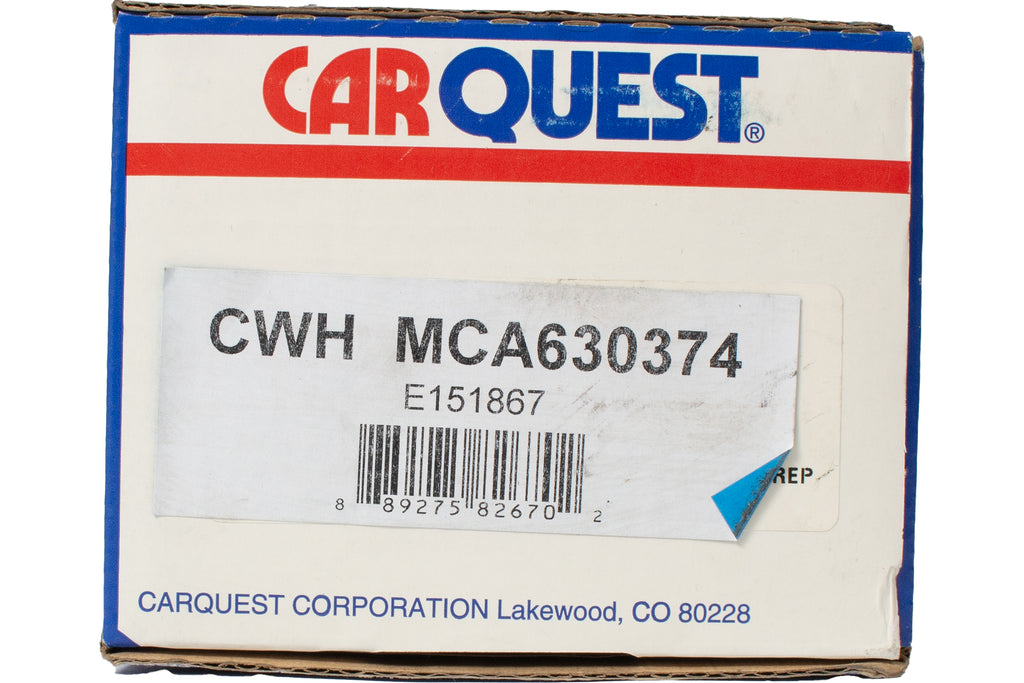 CARQUEST®
CWH MCA630374
E151867
8 89275 82670 2
REP
CARQUEST CORPORATION Lakewood, CO 80228